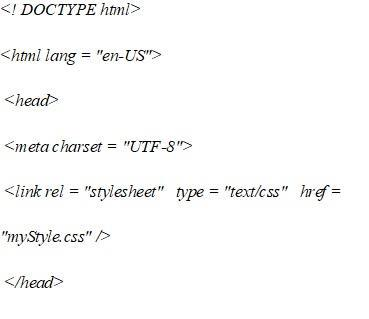 <! DOCTYPE html>
<html lang = "en-US">
<head>
<meta charset = "UTF-8">
<link rel = "stylesheet" type = "text/css" href =
"myStyle.css" />
</head>